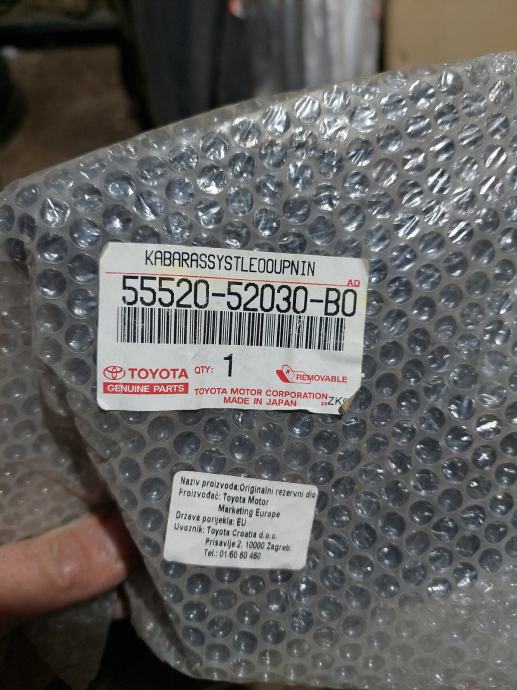 KABARASSYSTLEOOUPNIN
AD
55520-52030-B0
TOYOTA
GENUINE PARTS
QTY: 1
REMOVABLE
TOYOTA MOTOR CORPORATION
MADE IN JAPAN
Naziv proizvoda:Originalni rezervni dio
Proizvođač: Toyota Motor
Marketing Europe
Država porijekla: EU
Uvoznik: Toyota Croatia d.o.o.
Prisavlje 2, 10000 Zagreb
Tel.: 01 60 60 460